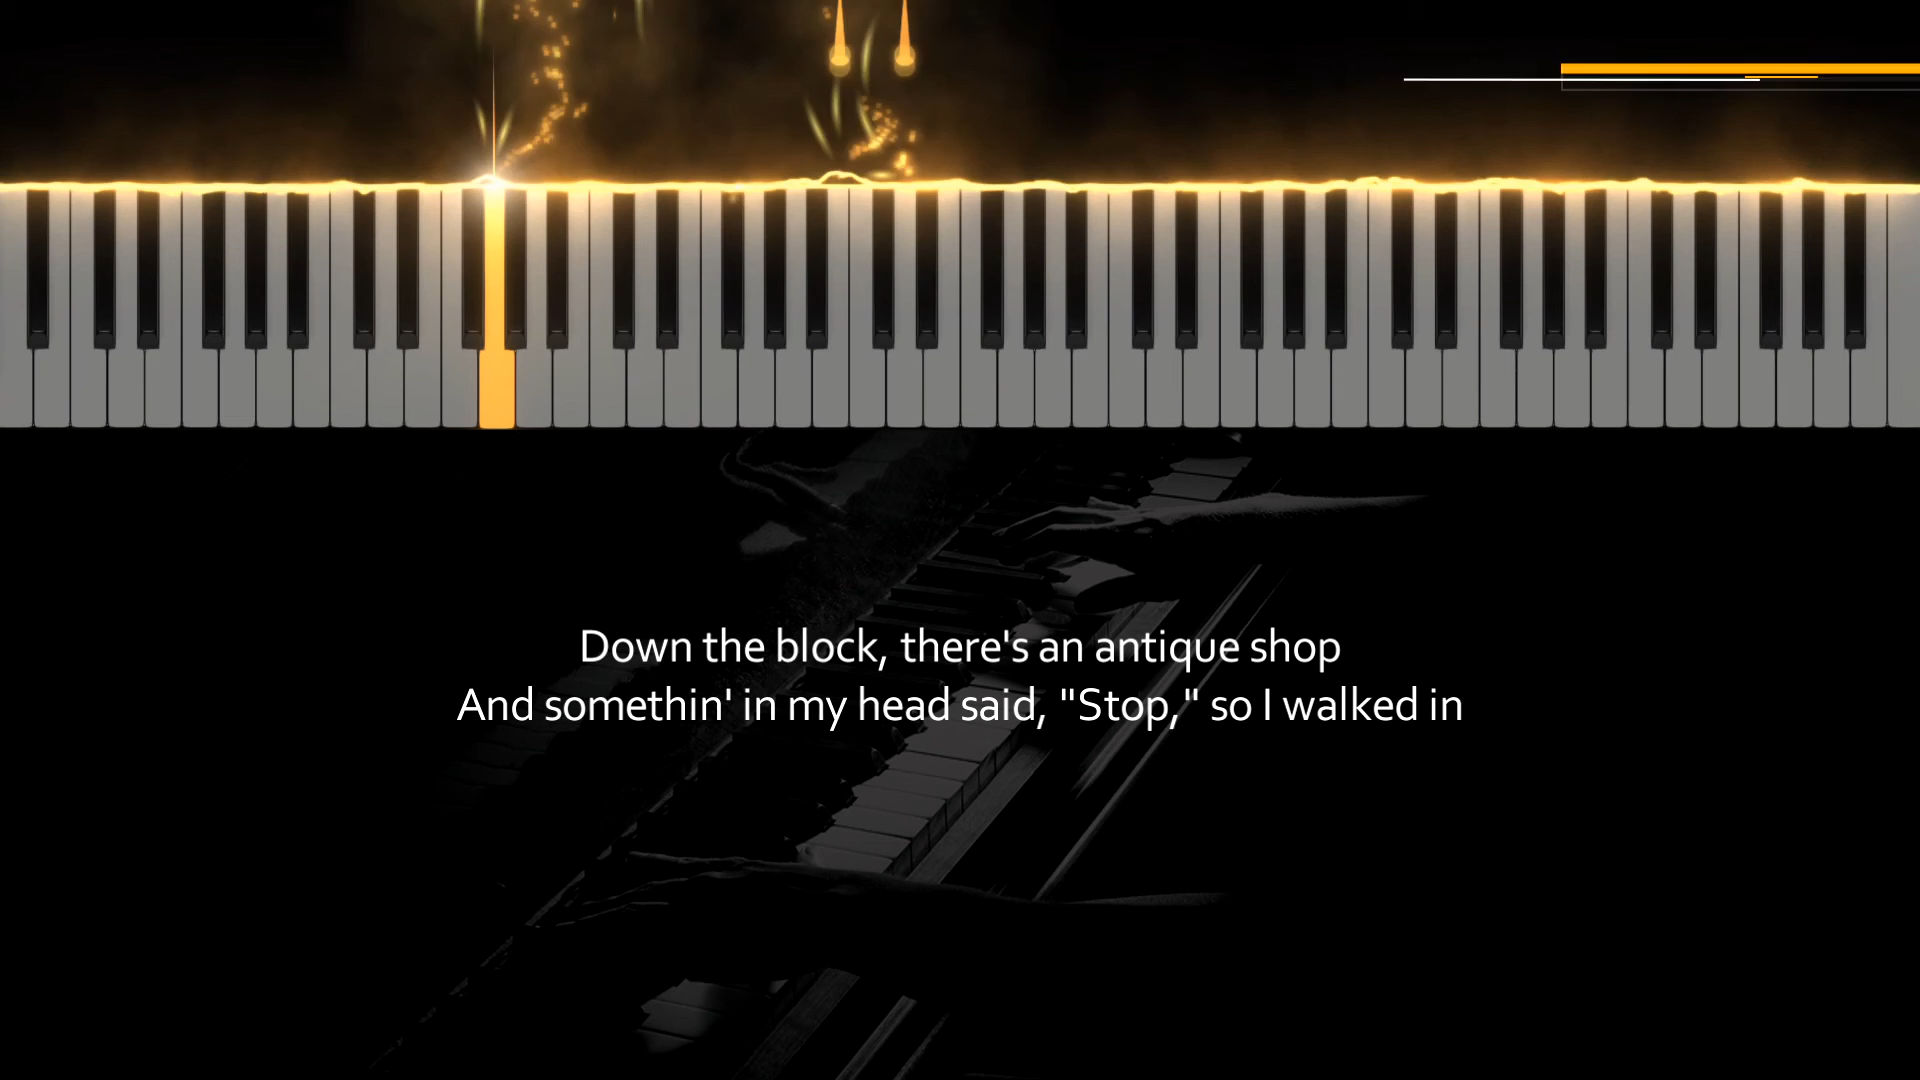 Down the block, there's an antique shop
And somethin' in my head said, "Stop," so I walked in